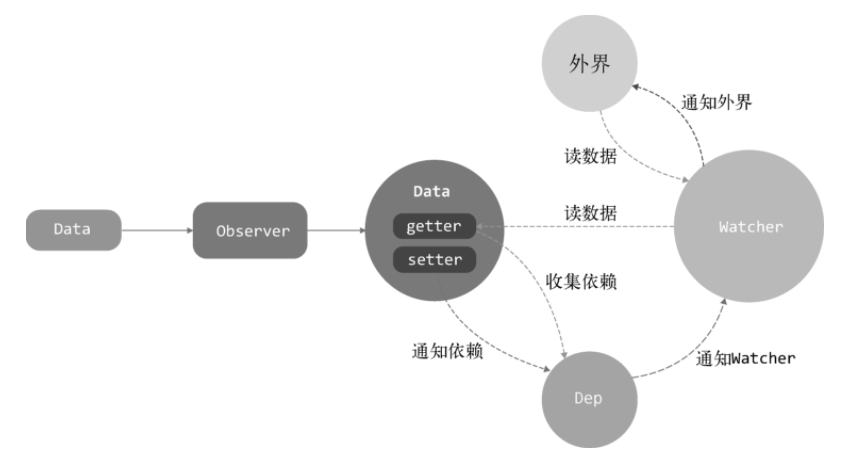 外界
通知外界
读数据
Data
读数据
getter
Watcher
Data
Observer
setter
收集依赖
通知依赖
通知Watcher
Dep